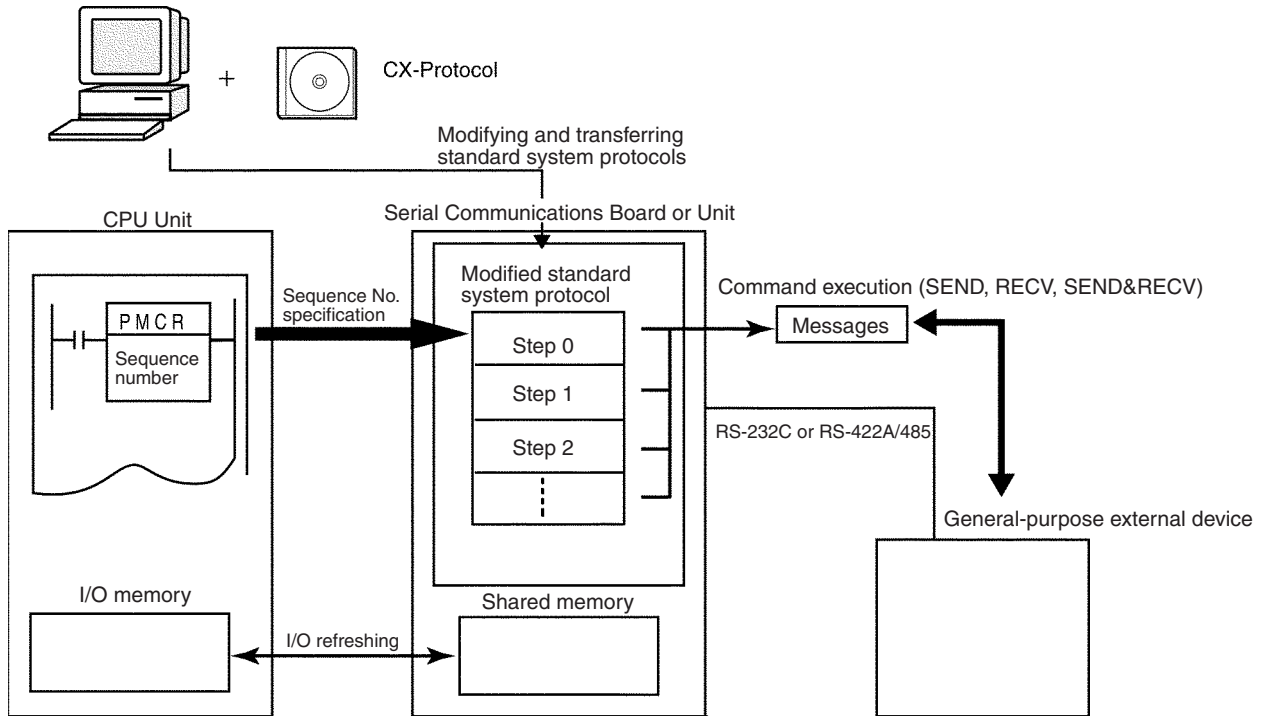 +
CX-Protocol
Modifying and transferring
standard system protocols
CPU Unit
Serial Communications Board or Unit
PMCR
Sequence
number
Sequence No.
specification
Modified standard
system protocol
Step 0
Step 1
Step 2
Command execution (SEND, RECV, SEND&RECV)
Messages
RS-232C or RS-422A/485
General-purpose external device
I/O memory
I/O refreshing
Shared memory